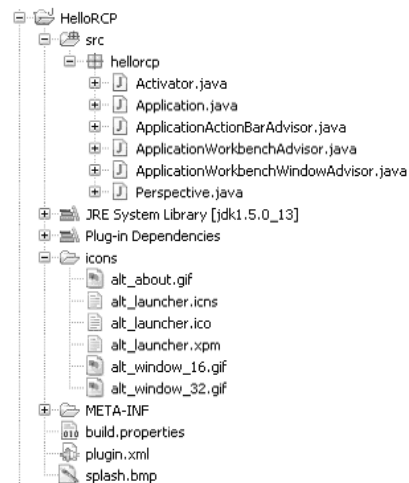 HelloRCP
src
hellorcp
Activator.java
Application.java
ApplicationActionBarAdvisor.java
ApplicationWorkbenchAdvisor.java
ApplicationWorkbenchWindowAdvisor.java
Perspective.java
JRE System Library [jdk1.5.0_13]
Plug-in Dependencies
icons
alt_about.gif
alt_launcher.icns
alt_launcher.ico
alt_launcher.xpm
alt_window_16.gif
alt_window_32.gif
META-INF
build.properties
plugin.xml
splash.bmp